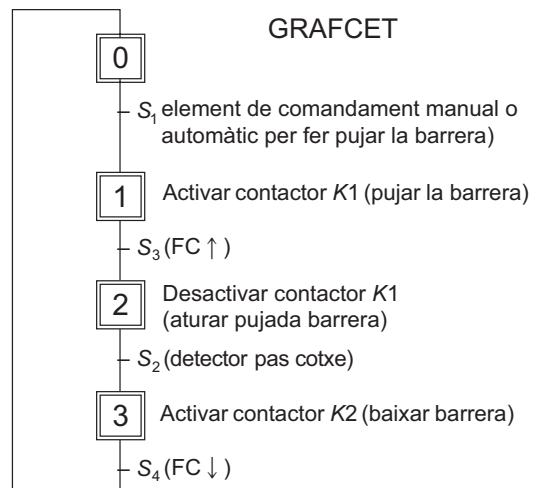 GRAFCET
0
S1 element de comandament manual o
automàtic per fer pujar la barrera)
1 Activar contactor K1 (pujar la barrera)
S3 (FC ↑ )
2 Desactivar contactor K1
(aturar pujada barrera)
S2 (detector pas cotxe)
3 Activar contactor K2 (baixar barrera)
S4 (FC ↓ )